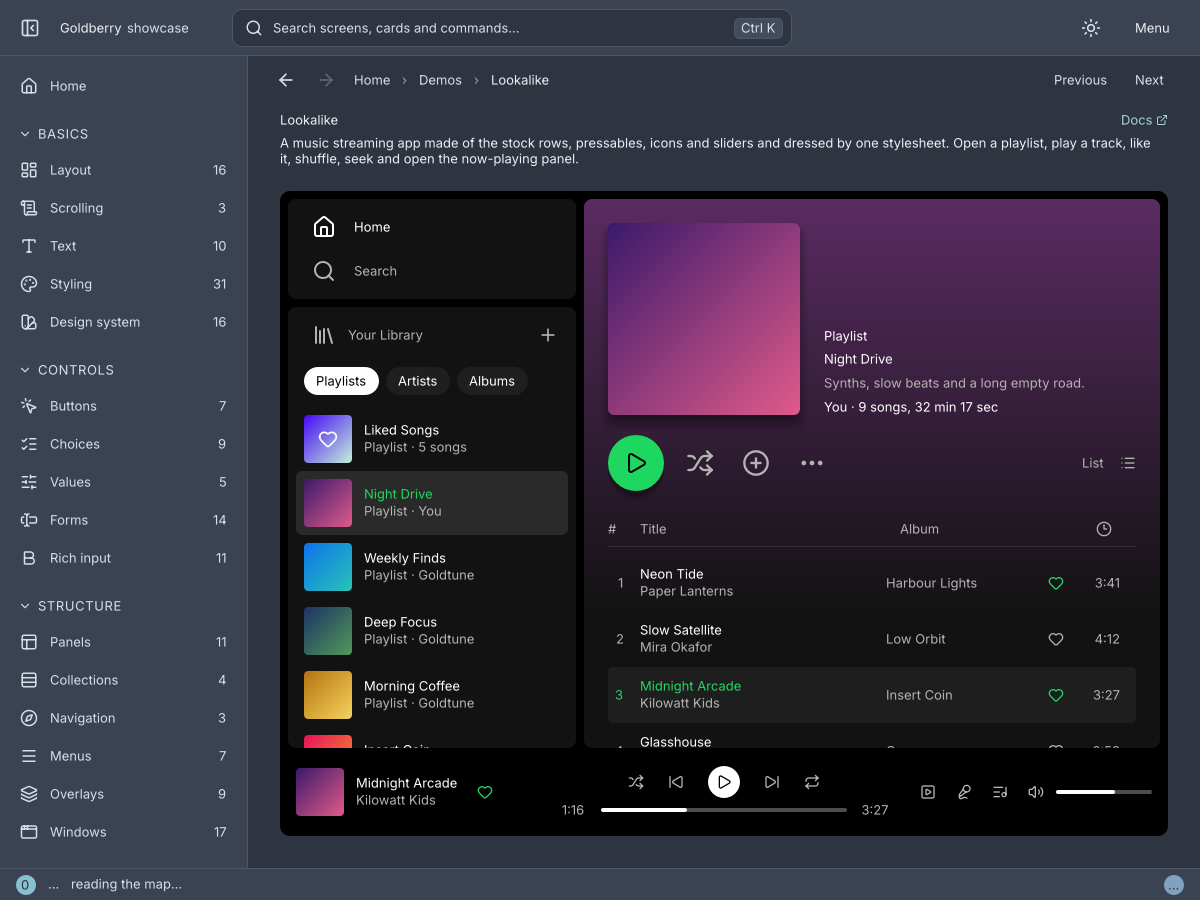 Goldberry showcase
Search screens, cards and commands...
Ctrl K
Menu
Home
BASICS
Layout 16
Scrolling 3
Text 10
Styling 31
Design system 16
CONTROLS
Buttons 7
Choices 9
Values 5
Forms 14
Rich input 11
STRUCTURE
Panels 11
Collections 4
Navigation 3
Menus 7
Overlays 9
Windows 17
Home › Demos › Lookalike
Previous Next
Lookalike
Docs
A music streaming app made of the stock rows, pressables, icons and sliders and dressed by one stylesheet. Open a playlist, play a track, like
it, shuffle, seek and open the now-playing panel.
Home
Search
Your Library
Playlists Artists Albums
Liked Songs
Playlist · 5 songs
Night Drive
Playlist · You
Weekly Finds
Playlist · Goldtune
Deep Focus
Playlist · Goldtune
Morning Coffee
Playlist · Goldtune
Playlist
Night Drive
Synths, slow beats and a long empty road.
You · 9 songs, 32 min 17 sec
List
# Title Album
1 Neon Tide Harbour Lights 3:41
Paper Lanterns
2 Slow Satellite Low Orbit 4:12
Mira Okafor
3 Midnight Arcade Insert Coin 3:27
Kilowatt Kids
Glasshouse
Midnight Arcade
Kilowatt Kids
1:16 3:27
0 ... reading the map...
...